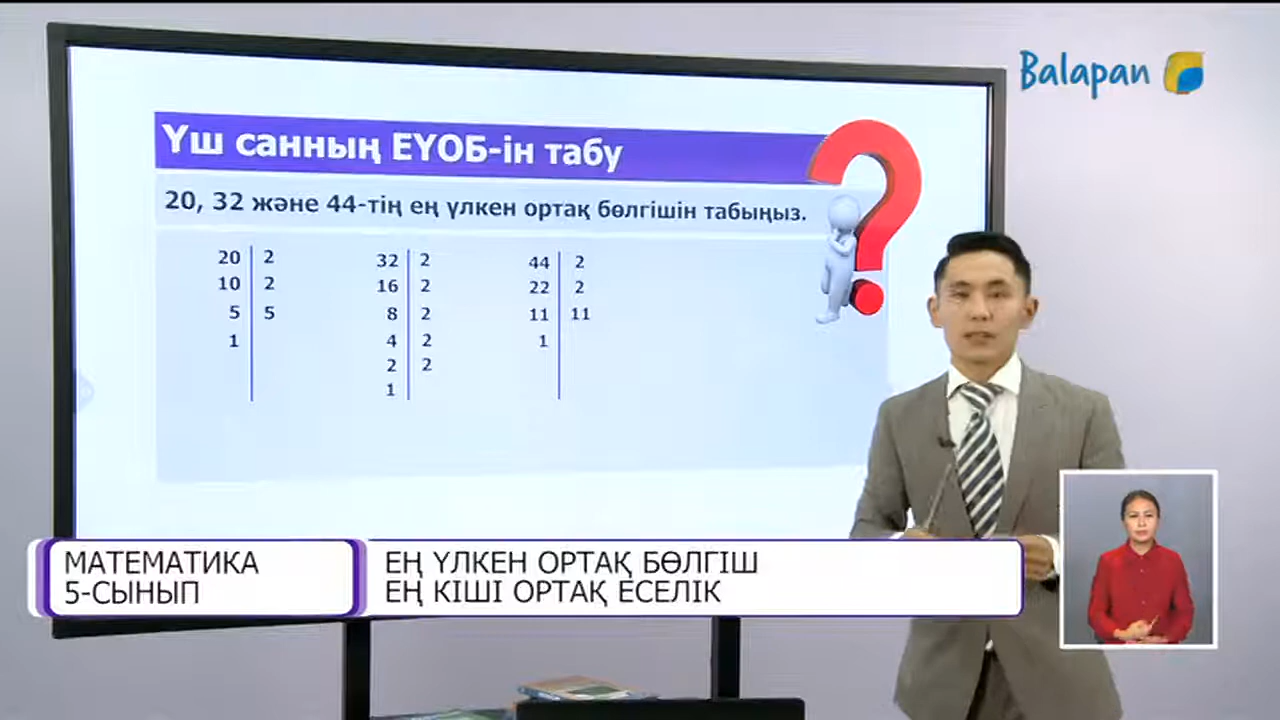 Balapan
Үш санның ЕҮОБ-ін табу
20, 32 және 44-тің ең үлкен ортақ бөлгішін табыңыз.
20 2
10 2
5 5
1
32 2
16 2
8 2
4 2
2 2
1
44 2
22 2
11 11
1
МАТЕМАТИКА
5-СЫНЫП
ЕҢ ҮЛКЕН ОРТАҚ БӨЛГІШ
ЕҢ КІШІ ОРТАҚ ЕСЕЛІК